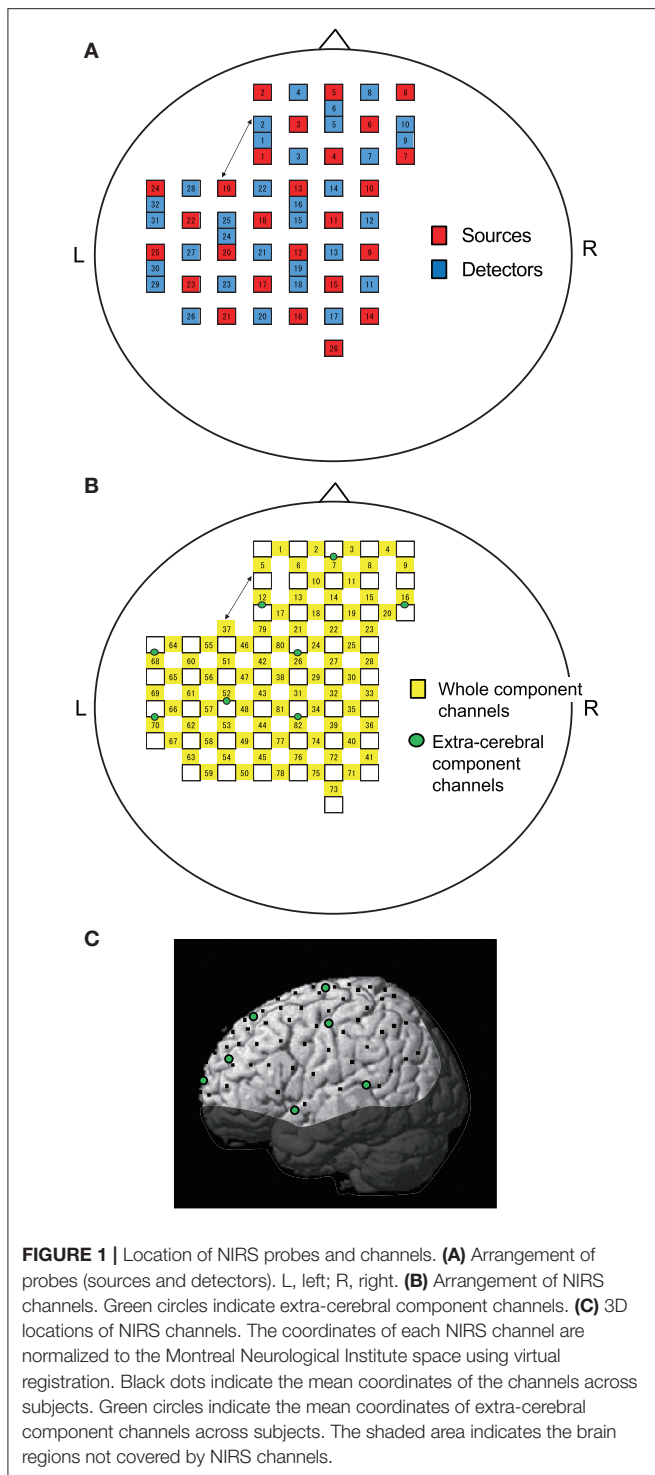 A
2 4 5 8 8
6
2 3 5 6 10
1 9
1 3 4 7 7
24 28 19 22 13 14 10
32 16
31 22 25 18 15 11 12
24
25 27 20 21 12 13 9
30 19
29 23 23 17 18 15 11
26 21 20 16 17 14
26
L
R
Sources
Detectors
B
1 2 3 4
5 6 7 8 9
10 11
12 13 14 15 16
17 18 19 20
37 79 21 22 23
64 55 46 80 24 25
68 60 51 42 26 27 28
65 56 47 38 29 30
69 61 52 43 31 32 33
66 57 48 81 34 35
70 62 53 44 82 39 36
67 58 49 77 74 40
63 54 45 76 72 41
59 50 78 75 71
73
L
R
Whole component
channels
Extra-cerebral
component
channels
C
FIGURE 1 | Location of NIRS probes and channels. (A) Arrangement of
probes (sources and detectors). L, left; R, right. (B) Arrangement of NIRS
channels. Green circles indicate extra-cerebral component channels. (C) 3D
locations of NIRS channels. The coordinates of each NIRS channel are
normalized to the Montreal Neurological Institute space using virtual
registration. Black dots indicate the mean coordinates of the channels across
subjects. Green circles indicate the mean coordinates of extra-cerebral
component channels across subjects. The shaded area indicates the brain
regions not covered by NIRS channels.